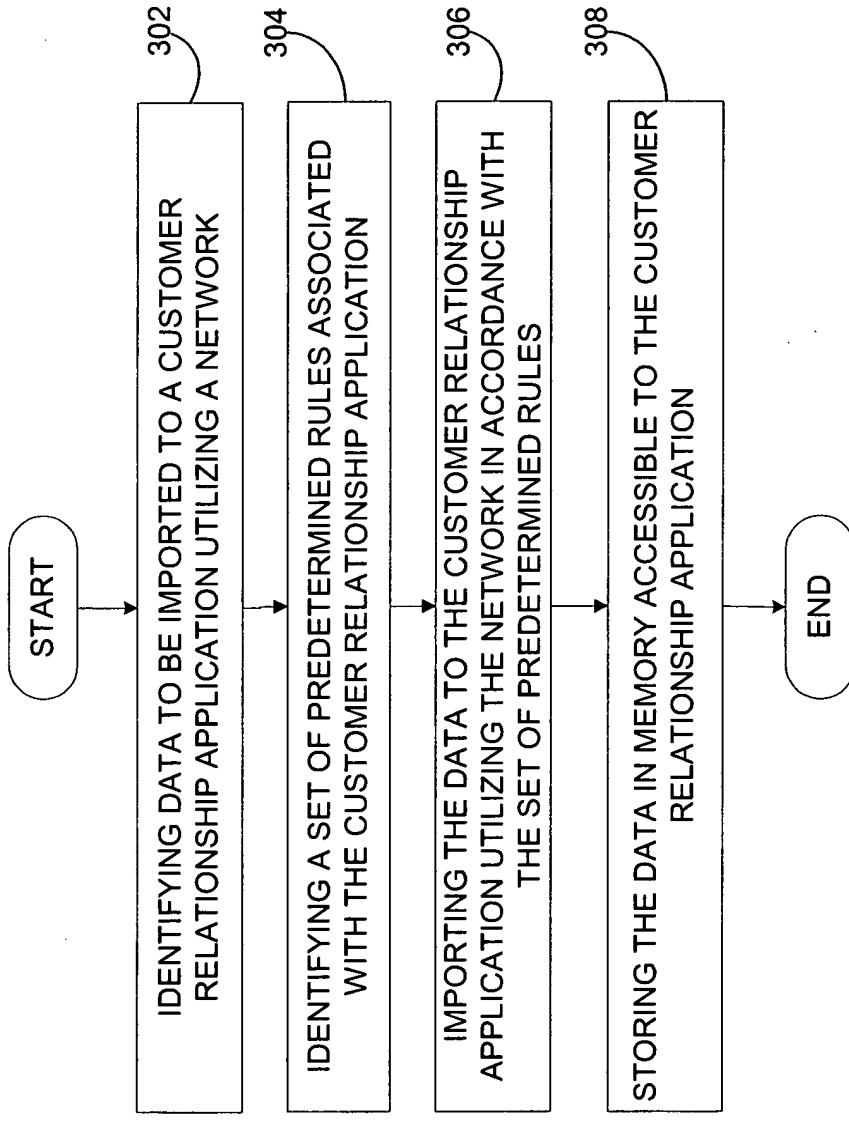 START
IDENTIFYING DATA TO BE IMPORTED TO A CUSTOMER
RELATIONSHIP APPLICATION UTILIZING A NETWORK
302
IDENTIFYING A SET OF PREDETERMINED RULES ASSOCIATED
WITH THE CUSTOMER RELATIONSHIP APPLICATION
304
IMPORTING THE DATA TO THE CUSTOMER RELATIONSHIP
APPLICATION UTILIZING THE NETWORK IN ACCORDANCE WITH
THE SET OF PREDETERMINED RULES
306
STORING THE DATA IN MEMORY ACCESSIBLE TO THE CUSTOMER
RELATIONSHIP APPLICATION
308
END